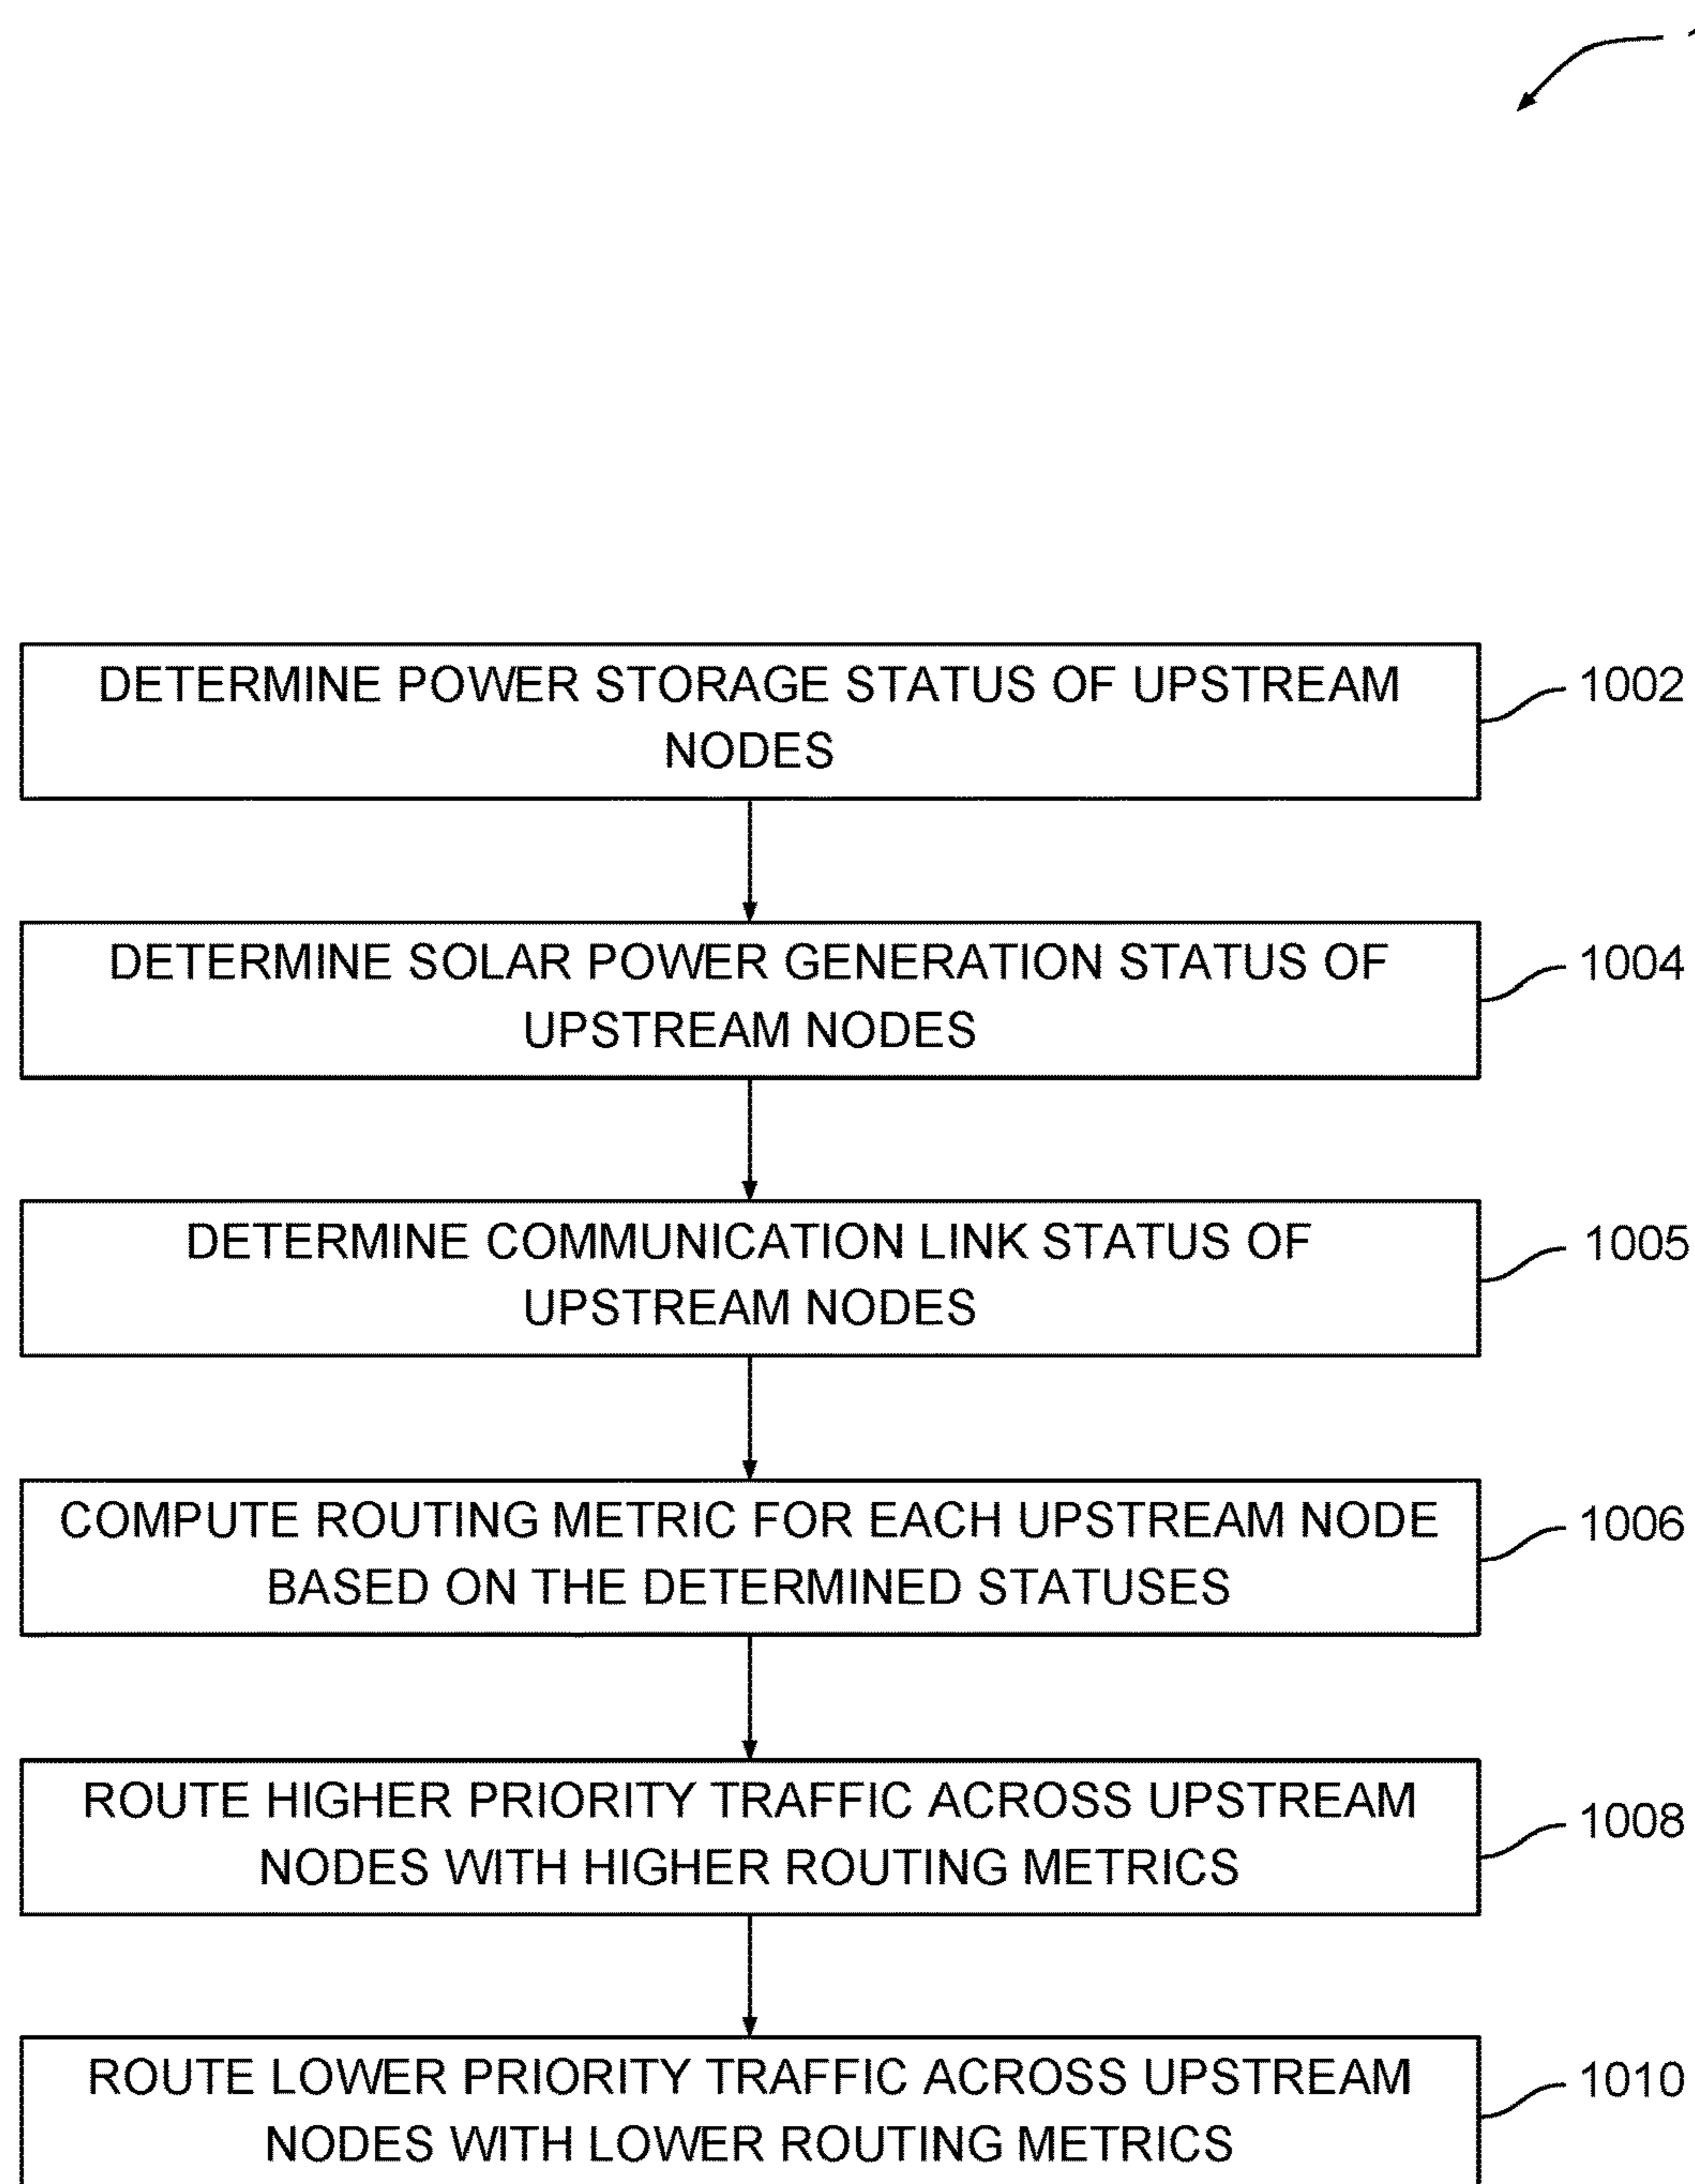 DETERMINE POWER STORAGE STATUS OF UPSTREAM
NODES
1002
DETERMINE SOLAR POWER GENERATION STATUS OF
UPSTREAM NODES
1004
DETERMINE COMMUNICATION LINK STATUS OF
UPSTREAM NODES
1005
COMPUTE ROUTING METRIC FOR EACH UPSTREAM NODE
BASED ON THE DETERMINED STATUSES
1006
ROUTE HIGHER PRIORITY TRAFFIC ACROSS UPSTREAM
NODES WITH HIGHER ROUTING METRICS
1008
ROUTE LOWER PRIORITY TRAFFIC ACROSS UPSTREAM
NODES WITH LOWER ROUTING METRICS
1010